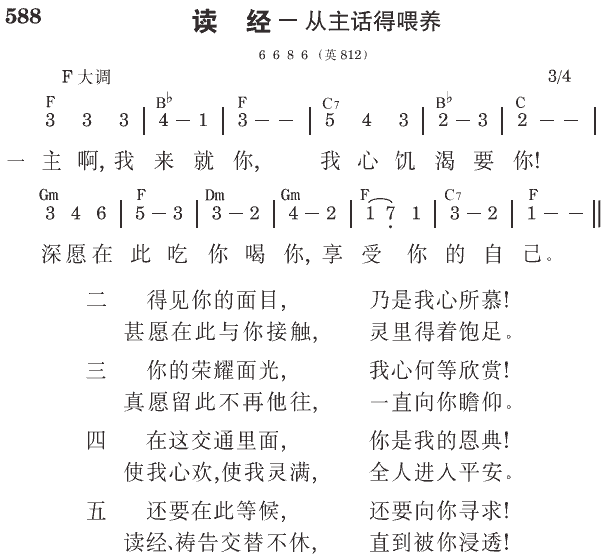 588 读 经 — 从主话得喂养
6 6 8 6 (英812)
F大调 3/4
F B♭ F C7 B♭ C
3 3 3 | 4 – 1 | 3 – – | 5 4 3 | 2 – 3 | 2 – – |
一 主啊,我来就你, 我心饥渴要你!
Gm F Dm Gm F C7 F
3 4 6 | 5 – 3 | 3 – 2 | 4 – 2 | 1 7̣ 1 | 3 – 2 | 1 – – ‖
深愿在此吃你喝你,享受你的自己。
二 得见你的面目, 乃是我心所慕!
甚愿在此与你接触, 灵里得着饱足。
三 你的荣耀面光, 我心何等欣赏!
真愿留此不再他往, 一直向你瞻仰。
四 在这交通里面, 你是我的恩典!
使我心欢,使我灵满, 全人进入平安。
五 还要在此等候, 还要向你寻求!
读经、祷告交替不休, 直到被你浸透!